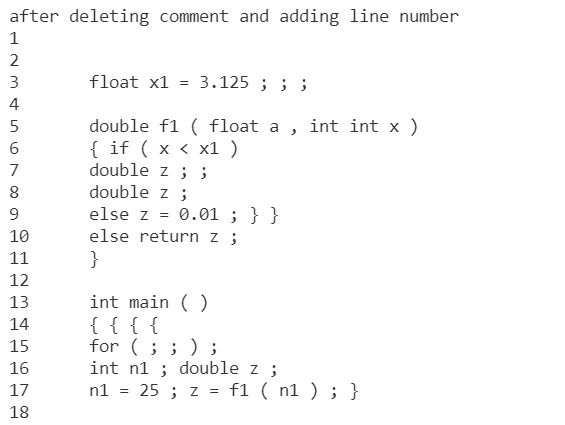 after deleting comment and adding line number
1
2
3 float x1 = 3.125 ; ; ;
4
5 double f1 ( float a , int int x )
6 { if ( x < x1 )
7 double z ; ;
8 double z ;
9 else z = 0.01 ; } }
10 else return z ;
11 }
12
13 int main ( )
14 { { { {
15 for ( ; ; ) ;
16 int n1 ; double z ;
17 n1 = 25 ; z = f1 ( n1 ) ; }
18